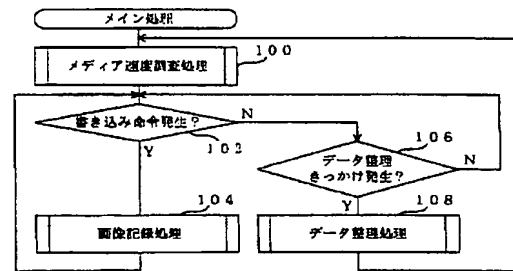 メイン処理
メディア速度調査処理
100
書き込み命令発生？
N
102
106
Y
データ整理
きっかけ発生？
N
104
Y
108
画像記録処理
データ整理処理